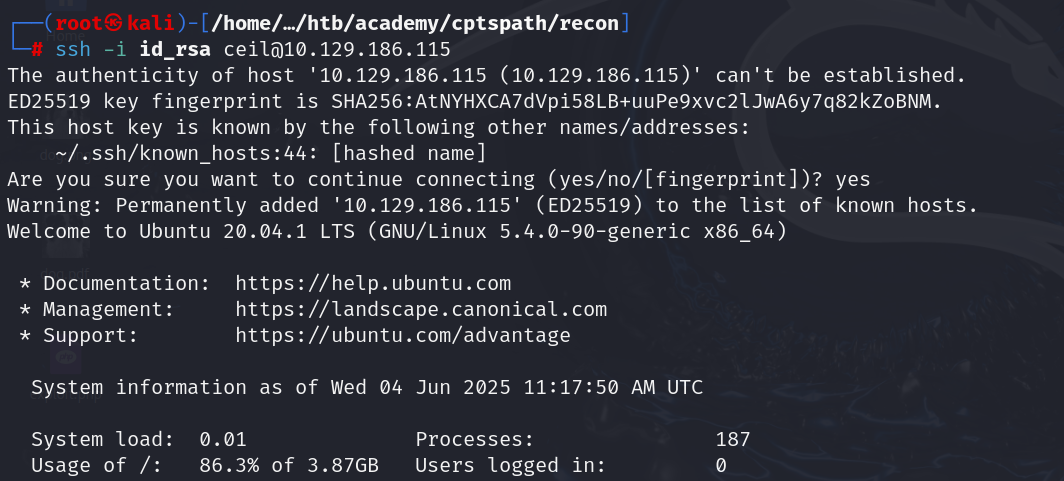 ┌──(root㉿kali)-[/home/…/htb/academy/cptspath/recon]
└─# ssh -i id_rsa ceil@10.129.186.115
The authenticity of host '10.129.186.115 (10.129.186.115)' can't be established.
ED25519 key fingerprint is SHA256:AtNYHXCA7dVpi58LB+uuPe9xvc2lJwA6y7q82kZoBNM.
This host key is known by the following other names/addresses:
    ~/.ssh/known_hosts:44: [hashed name]
Are you sure you want to continue connecting (yes/no/[fingerprint])? yes
Warning: Permanently added '10.129.186.115' (ED25519) to the list of known hosts.
Welcome to Ubuntu 20.04.1 LTS (GNU/Linux 5.4.0-90-generic x86_64)

 * Documentation:  https://help.ubuntu.com
 * Management:     https://landscape.canonical.com
 * Support:        https://ubuntu.com/advantage

  System information as of Wed 04 Jun 2025 11:17:50 AM UTC

  System load:  0.01              Processes:               187
  Usage of /:   86.3% of 3.87GB   Users logged in:         0